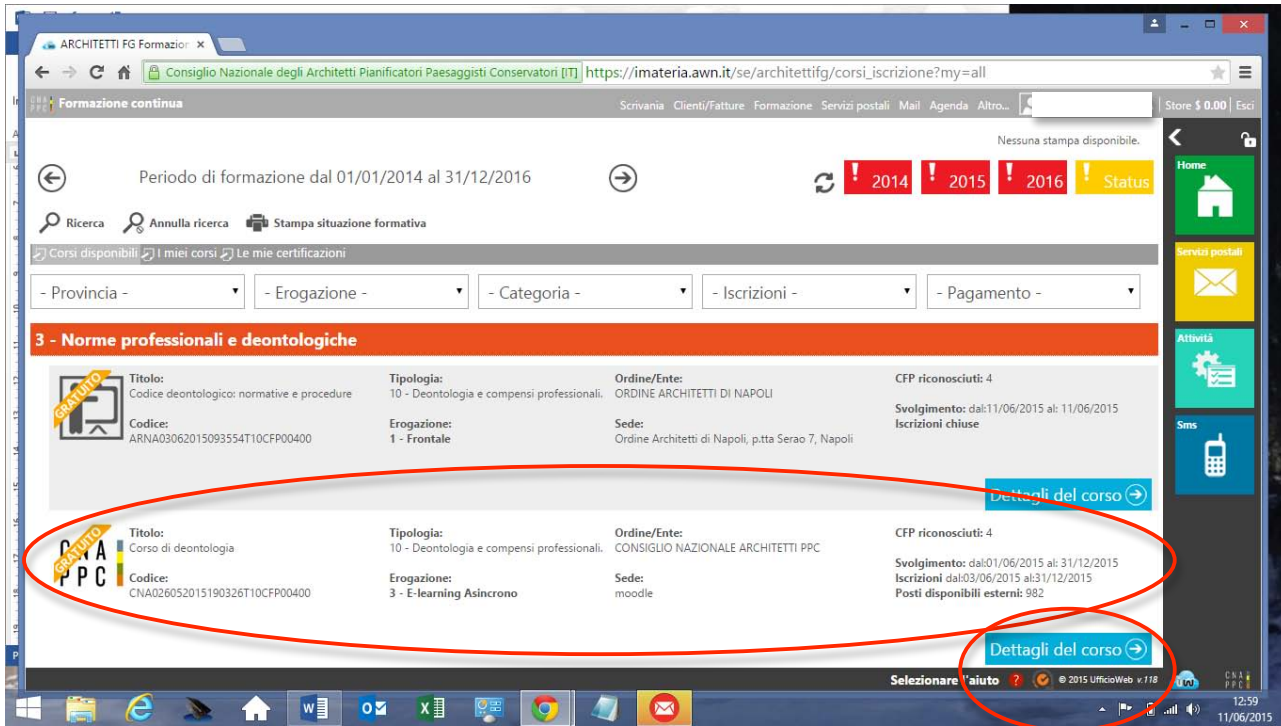 ARCHITETTI FG Formazior
Consiglio Nazionale degli Architetti Pianificatori Paesaggisti Conservatori [IT] https://imateria.awn.it/se/architettifg/corsi_iscrizione?my=all
Formazione continua Scrivania Clienti/Fatture Formazione Servizi postali Mail Agenda Altro... Store $ 0.00 Esci
Nessuna stampa disponibile.
Periodo di formazione dal 01/01/2014 al 31/12/2016
! 2014 ! 2015 ! 2016 ! Status
Home
Ricerca Annulla ricerca Stampa situazione formativa
Corsi disponibili I miei corsi Le mie certificazioni
Servizi postali
- Provincia - - Erogazione - - Categoria - - Iscrizioni - - Pagamento -
3 - Norme professionali e deontologiche
Attività
GRATUITO
Titolo: Tipologia: Ordine/Ente: CFP riconosciuti: 4
Codice deontologico: normative e procedure 10 - Deontologia e compensi professionali. ORDINE ARCHITETTI DI NAPOLI
Svolgimento: dal:11/06/2015 al: 11/06/2015
Codice: Erogazione: Sede: Iscrizioni chiuse
ARNA03062015093554T10CFP00400 1 - Frontale Ordine Architetti di Napoli, p.tta Serao 7, Napoli
Sms
Dettagli del corso
GRATUITO
CNA
PPC
Titolo: Tipologia: Ordine/Ente: CFP riconosciuti: 4
Corso di deontologia 10 - Deontologia e compensi professionali. CONSIGLIO NAZIONALE ARCHITETTI PPC
Svolgimento: dal:01/06/2015 al: 31/12/2015
Codice: Erogazione: Sede: Iscrizioni dal:03/06/2015 al:31/12/2015
CNA026052015190326T10CFP00400 3 - E-learning Asincrono moodle Posti disponibili esterni: 982
Dettagli del corso
Selezionare l'aiuto ? © 2015 UfficioWeb v.118
CNA
PPC
12:59
11/06/2015